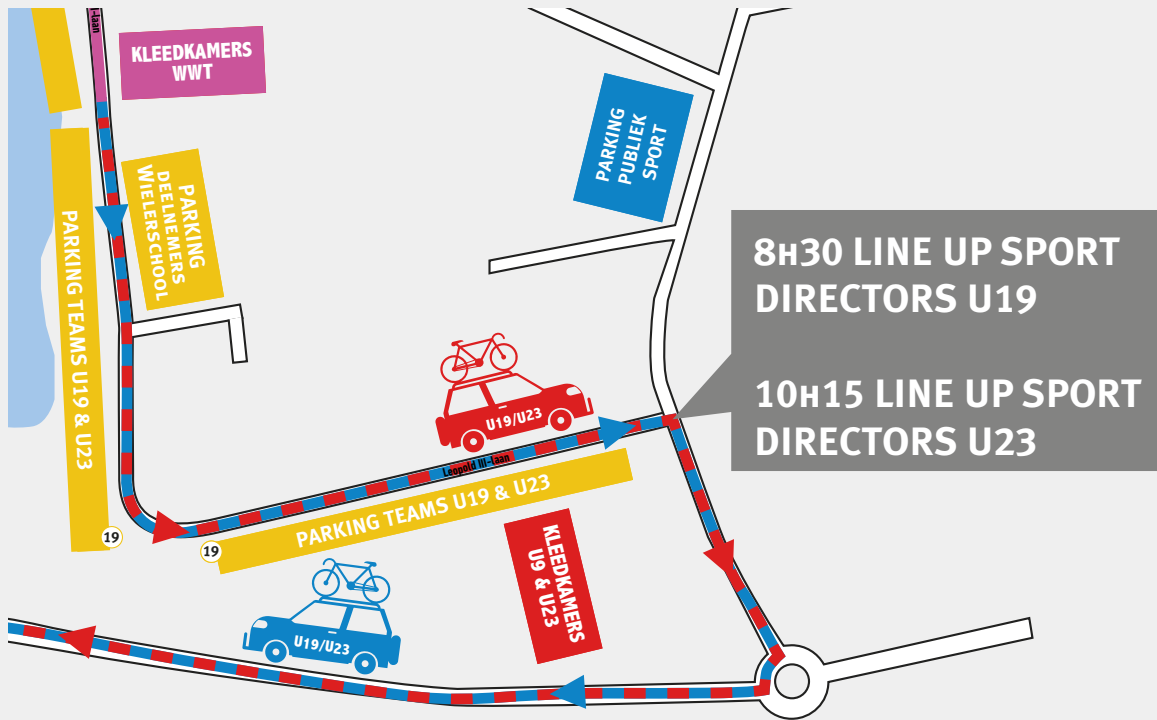 l-laan
KLEEDKAMERS
WWT
PARKING
PUBLIEK
SPORT
PARKING
DEELNEMERS
WIELERSCHOOL
PARKING TEAMS U19 & U23
8H30 LINE UP SPORT
DIRECTORS U19
10H15 LINE UP SPORT
DIRECTORS U23
U19/U23
Leopold III-laan
PARKING TEAMS U19 & U23
19
19
KLEEDKAMERS
U9 & U23
U19/U23